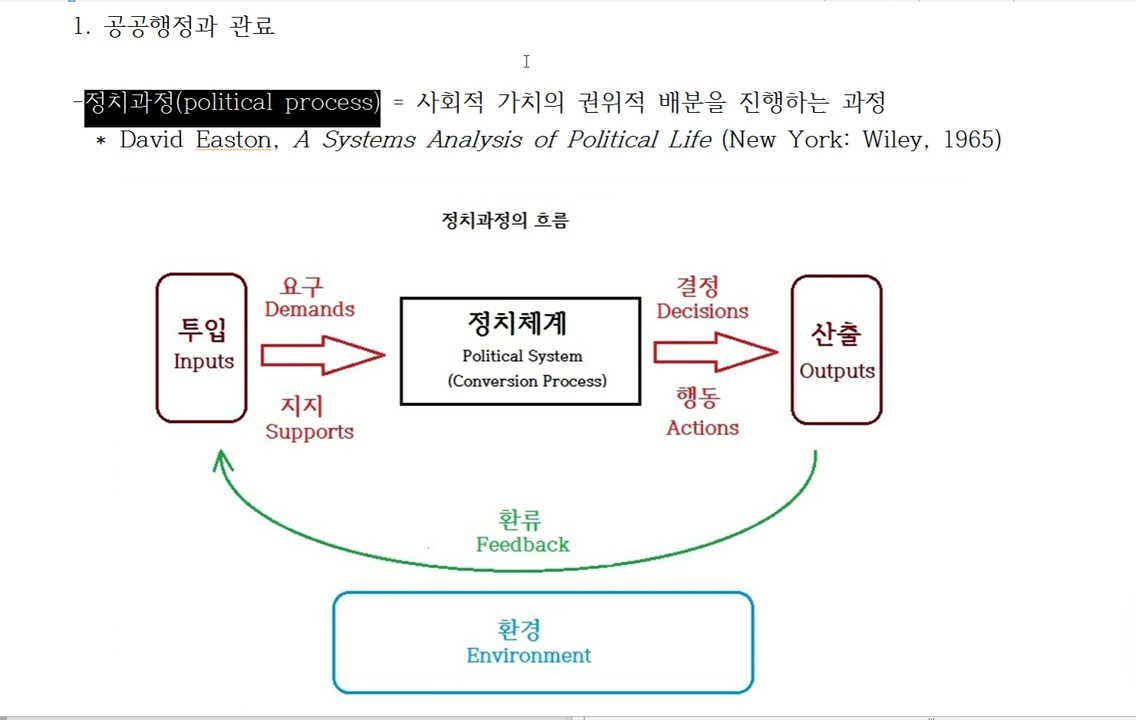 1. 공공행정과 관료
-정치과정(political process) = 사회적 가치의 권위적 배분을 진행하는 과정
* David Easton, A Systems Analysis of Political Life (New York: Wiley, 1965)
정치과정의 흐름
투입
Inputs
요구
Demands
지지
Supports
정치체계
Political System
(Conversion Process)
결정
Decisions
행동
Actions
산출
Outputs
환류
Feedback
환경
Environment